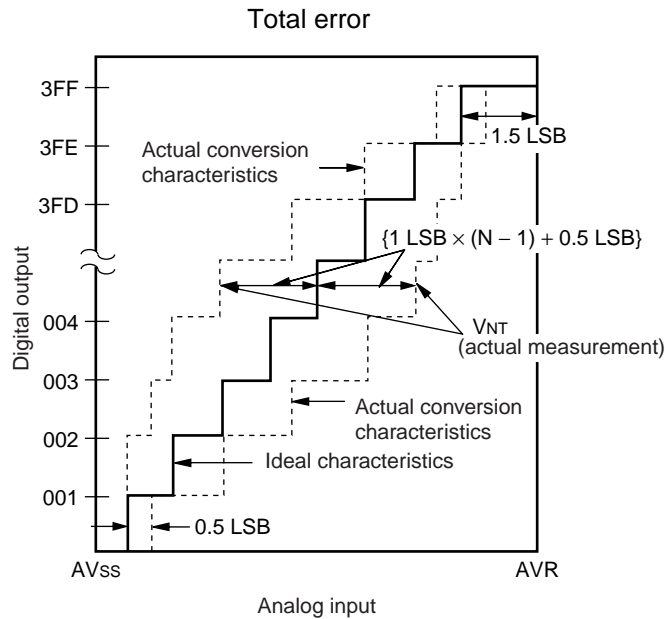 Total error
3FF
1.5 LSB
3FE
Actual conversion
characteristics
3FD
{1 LSB × (N − 1) + 0.5 LSB}
Digital output
004
VNT
(actual measurement)
003
Actual conversion
characteristics
002
Ideal characteristics
001
0.5 LSB
AVss
AVR
Analog input